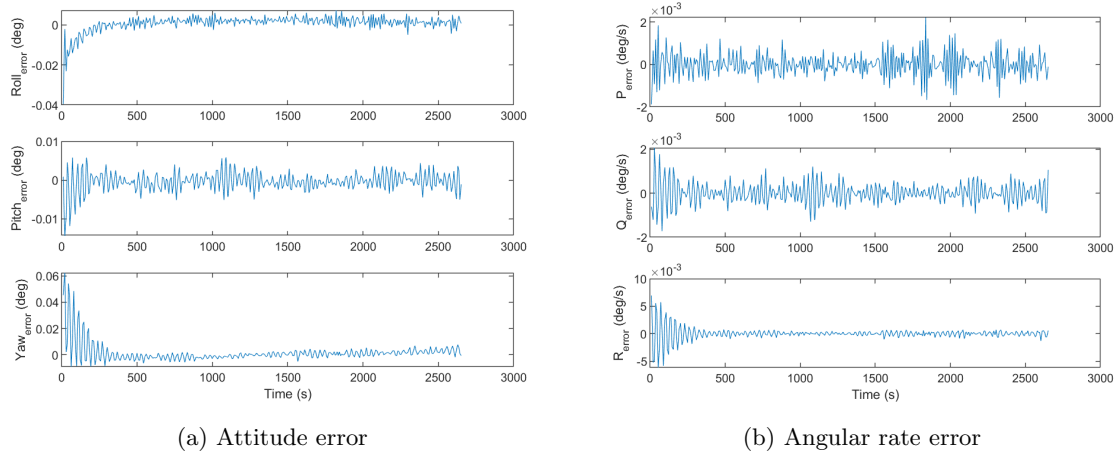 0
-0.02
-0.04
Roll_error (deg)
0 500 1000 1500 2000 2500 3000
0.01
0
-0.01
Pitch_error (deg)
0 500 1000 1500 2000 2500 3000
0.06
0.04
0.02
0
Yaw_error (deg)
0 500 1000 1500 2000 2500 3000
Time (s)
(a) Attitude error
×10^-3
2
0
-2
P_error (deg/s)
0 500 1000 1500 2000 2500 3000
×10^-3
2
0
-2
Q_error (deg/s)
0 500 1000 1500 2000 2500 3000
×10^-3
10
5
0
-5
R_error (deg/s)
0 500 1000 1500 2000 2500 3000
Time (s)
(b) Angular rate error